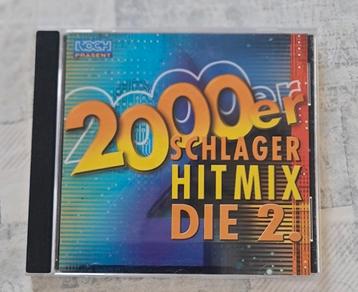 KOCH
PRÄSENT
2000er
SCHLAGER
HITMIX
DIE 2.